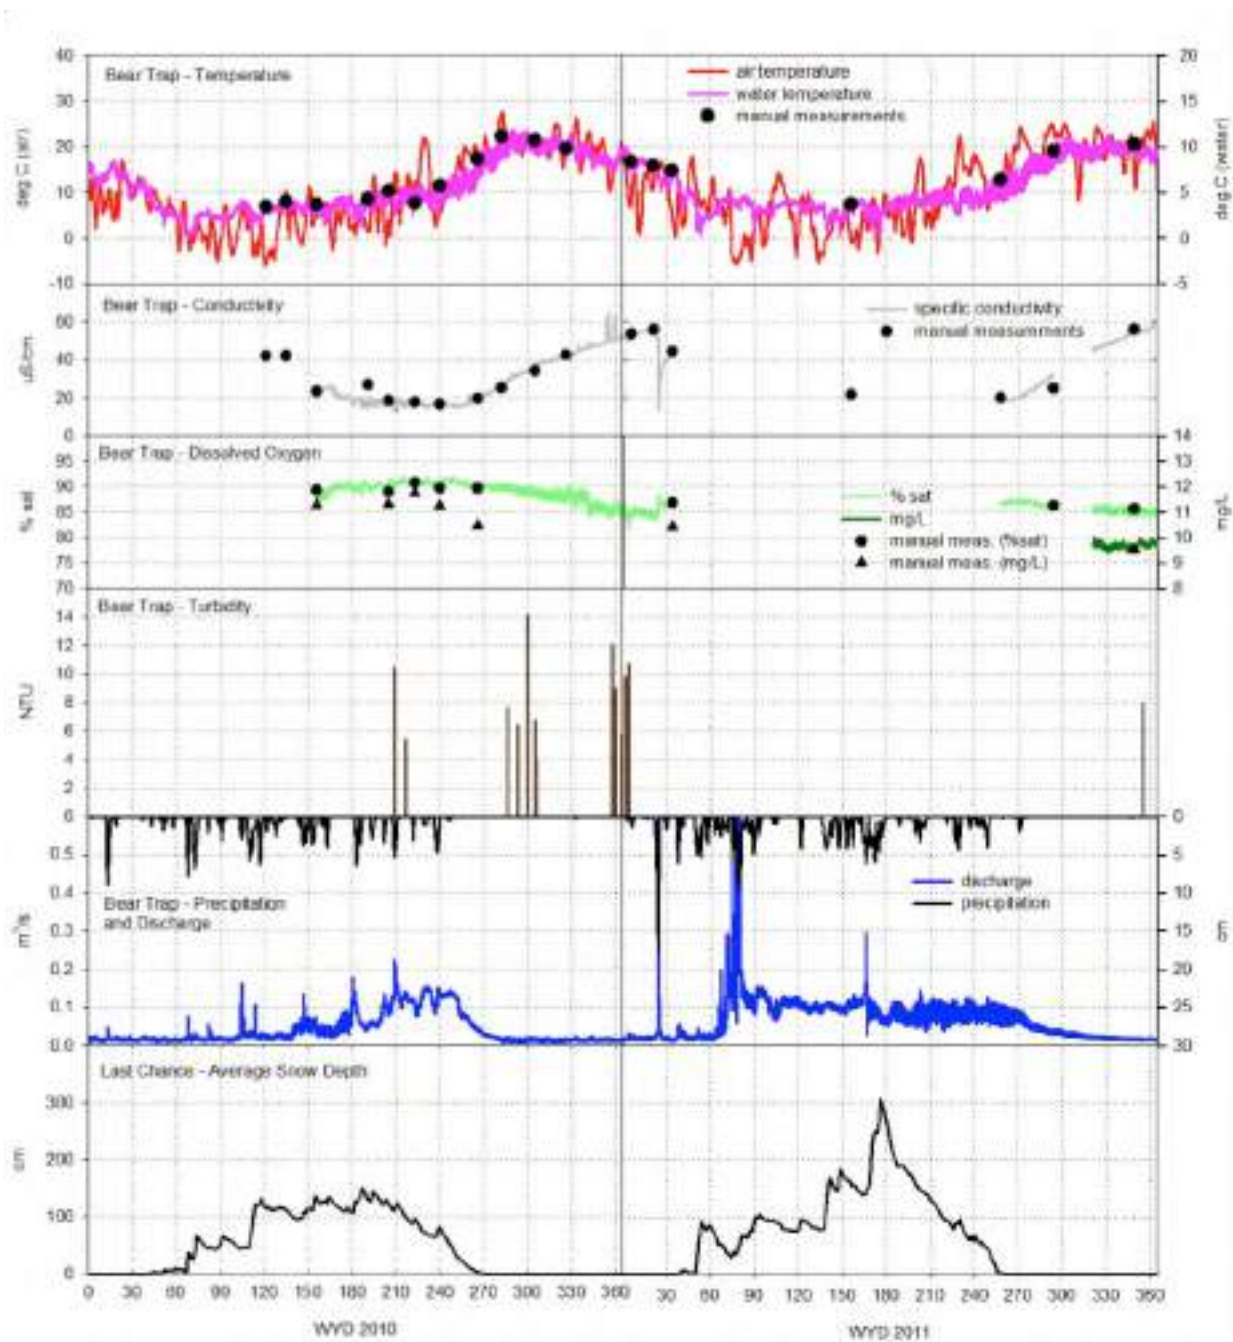 Bear Trap - Temperature
air temperature
water temperature
manual measurements
deg C (air)
40
30
20
10
0
-10
20
15
10
5
0
-5
deg C (water)
Bear Trap - Conductivity
specific conductivity
manual measurements
µS/cm
60
40
20
0
Bear Trap - Dissolved Oxygen
% sat
mg/L
manual meas. (%sat)
manual meas. (mg/L)
% sat
95
90
85
80
75
70
14
13
12
11
10
9
8
mg/L
Bear Trap - Turbidity
NTU
14
12
10
8
6
4
2
0
Bear Trap - Precipitation
and Discharge
discharge
precipitation
m³/s
0.5
0.4
0.3
0.2
0.1
0.0
0
5
10
15
20
25
30
cm
Last Chance - Average Snow Depth
cm
300
200
100
0
0 30 60 90 120 150 180 210 240 270 300 330 360 30 60 90 120 150 180 210 240 270 300 330 360
WYD 2010 WYD 2011